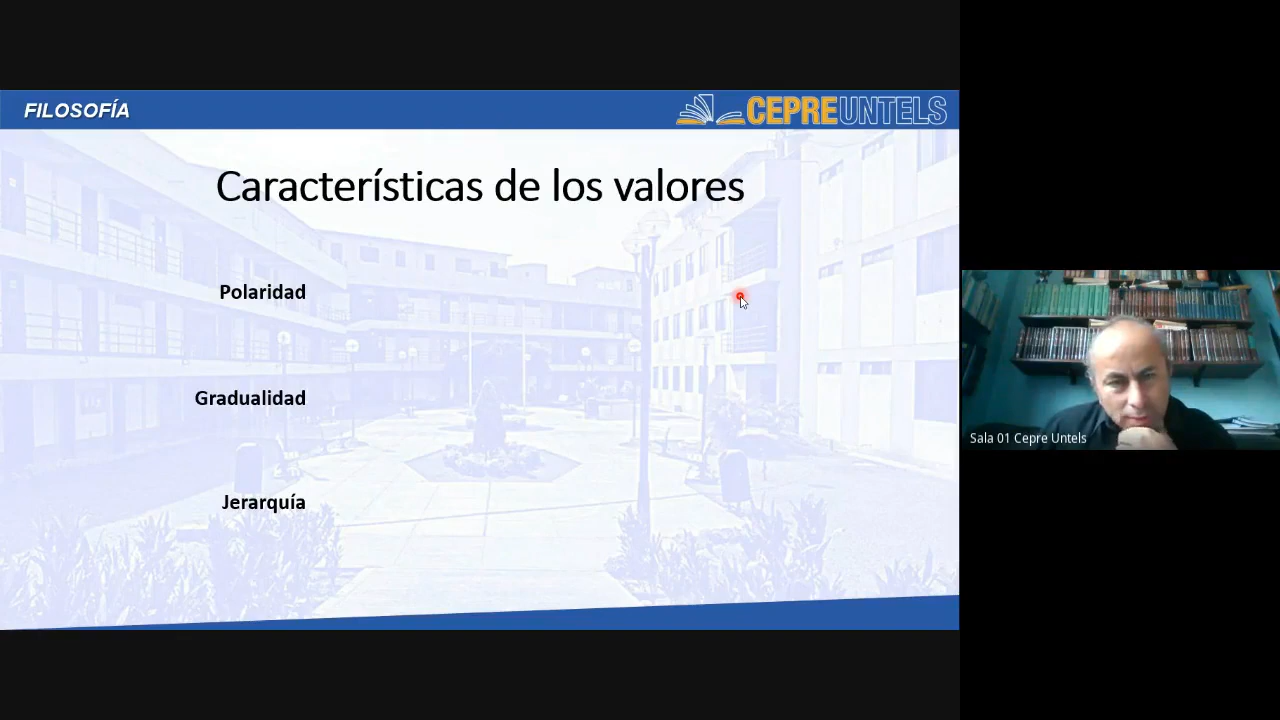 FILOSOFÍA
CEPREUNTELS
Características de los valores
Polaridad
Gradualidad
Jerarquía
Sala 01 Cepre Untels